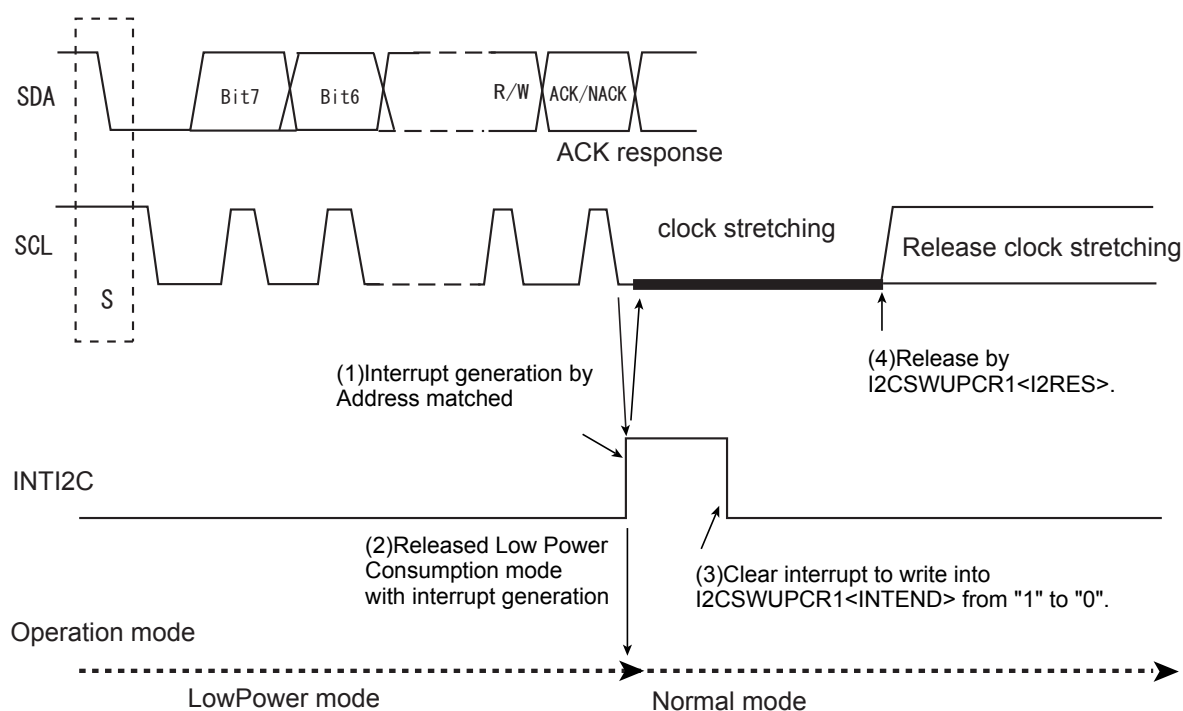 SDA
Bit7
Bit6
R/W
ACK/NACK
ACK response
SCL
S
clock stretching
Release clock stretching
(1)Interrupt generation by
Address matched
(4)Release by
I2CSWUPCR1<I2RES>.
INTI2C
(2)Released Low Power
Consumption mode
with interrupt generation
(3)Clear interrupt to write into
I2CSWUPCR1<INTEND> from "1" to "0".
Operation mode
LowPower mode
Normal mode